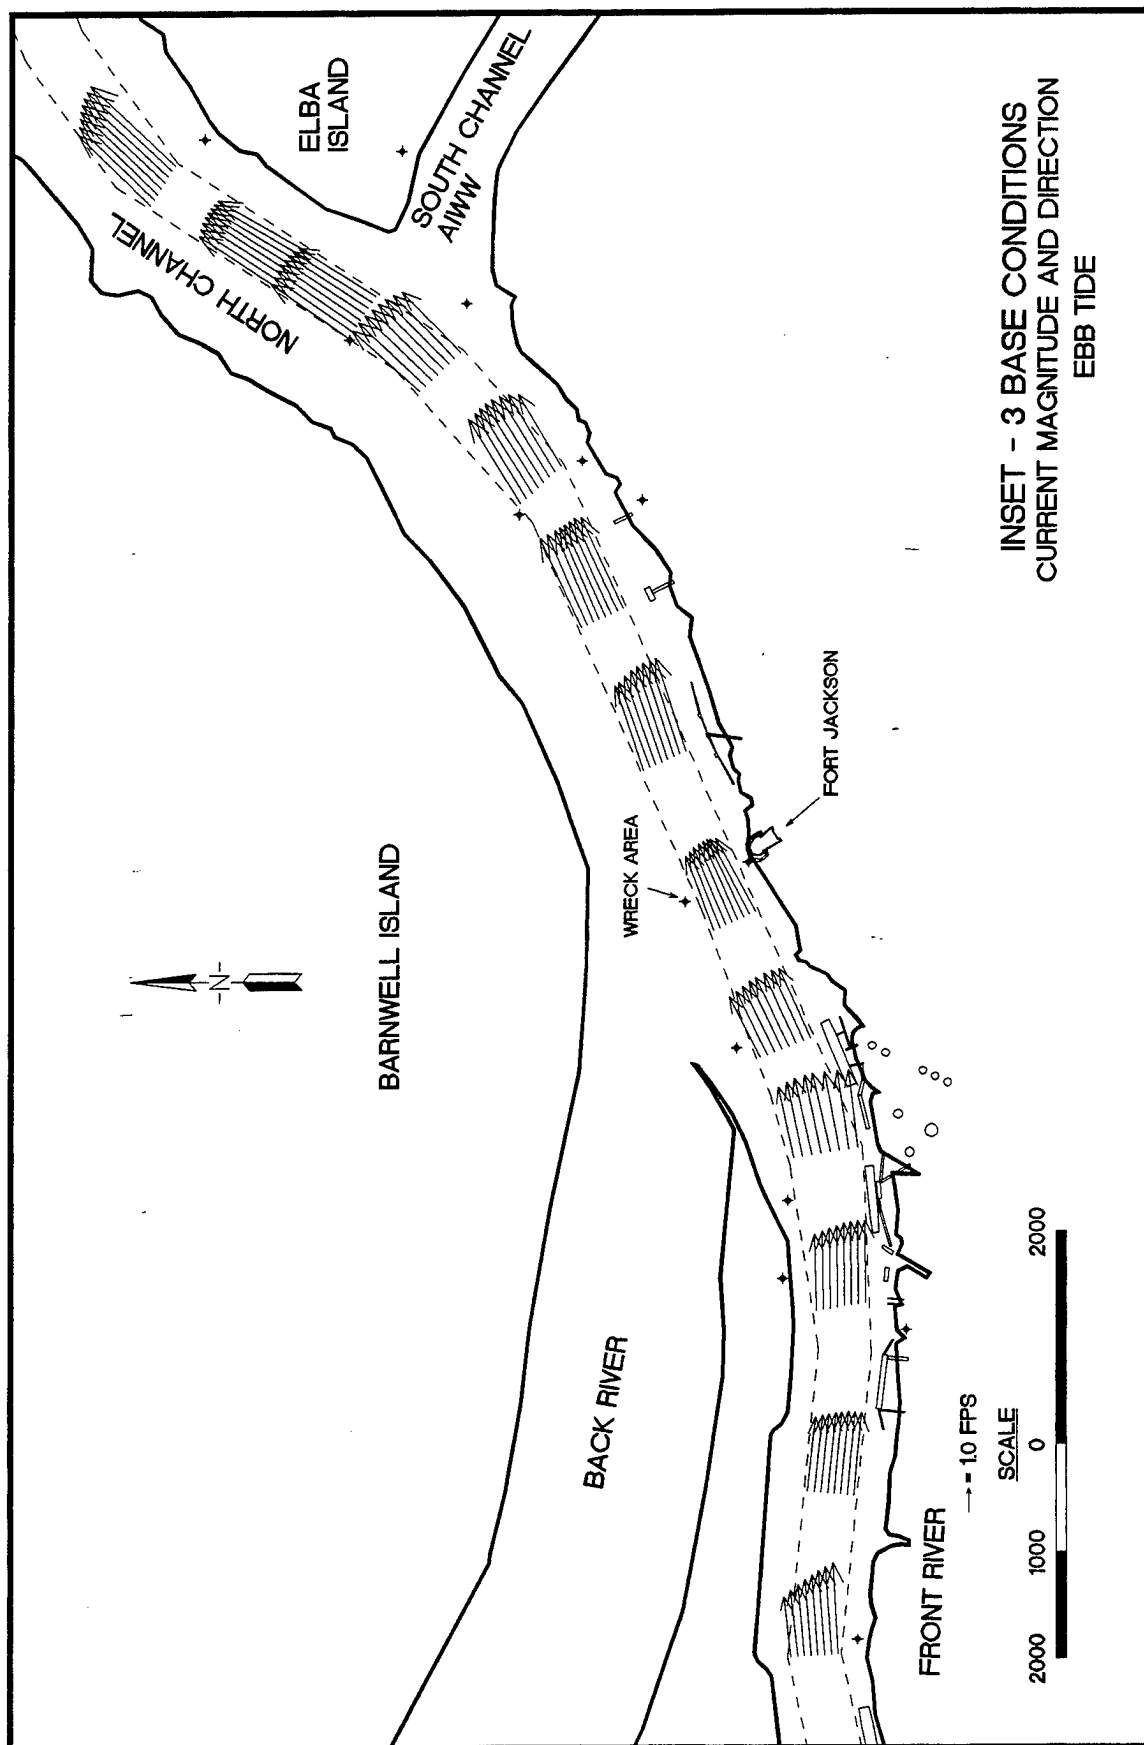 ELBA
ISLAND
SOUTH CHANNEL
AIWW
NORTH CHANNEL
BARNWELL ISLAND
-N-
WRECK AREA
FORT JACKSON
BACK RIVER
FRONT RIVER
→ = 1.0 FPS
SCALE
2000 1000 0 2000
INSET - 3 BASE CONDITIONS
CURRENT MAGNITUDE AND DIRECTION
EBB TIDE